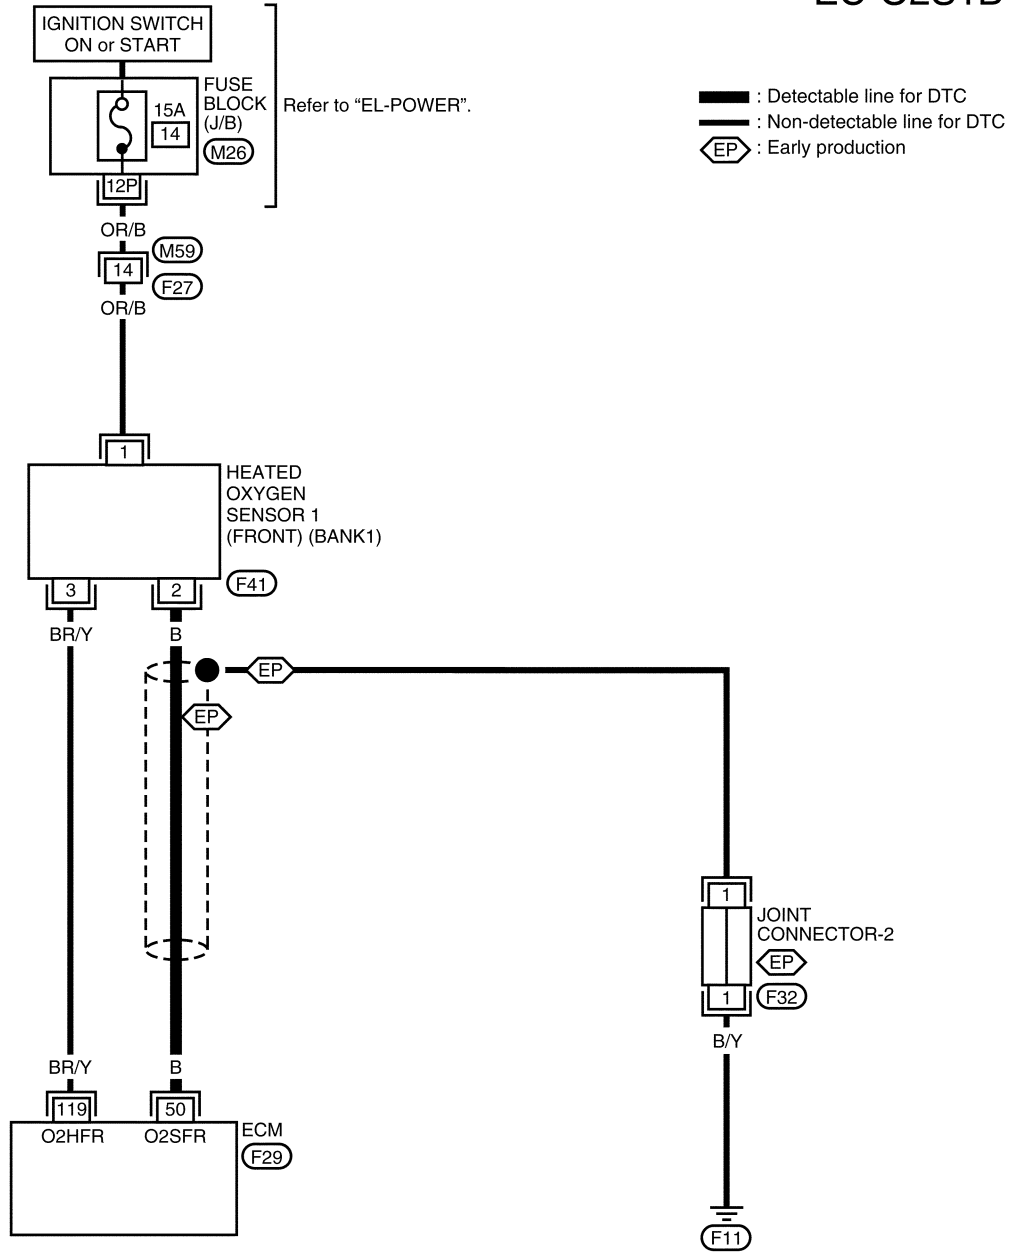 IGNITION SWITCH
ON or START
FUSE
BLOCK
(J/B)
15A
14
M26
Refer to “EL-POWER”.
: Detectable line for DTC
: Non-detectable line for DTC
EP : Early production
12P
OR/B
M59
14
F27
OR/B
1
HEATED
OXYGEN
SENSOR 1
(FRONT) (BANK1)
3
2
F41
BR/Y
B
EP
EP
1
JOINT
CONNECTOR-2
EP
1
F32
B/Y
BR/Y
B
119
50
O2HFR
O2SFR
ECM
F29
F11